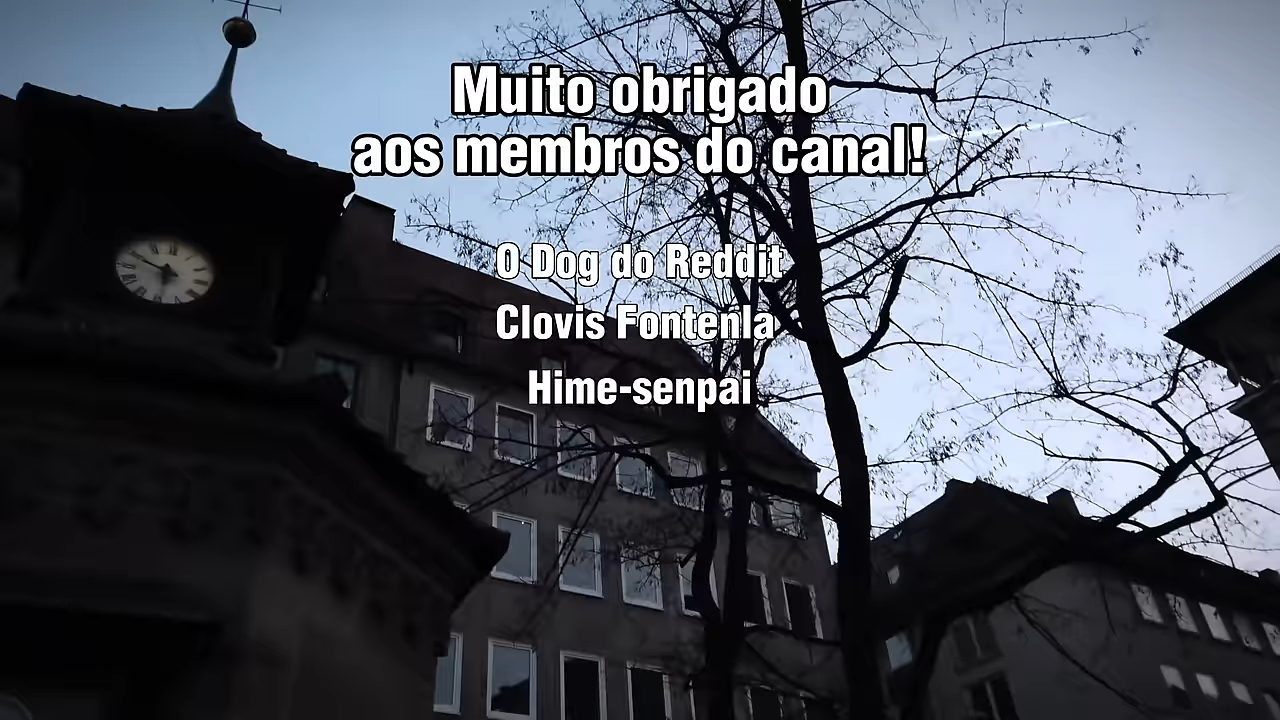 Muito obrigado
aos membros do canal!
O Dog do Reddit
Clovis Fontenla
Hime-senpai